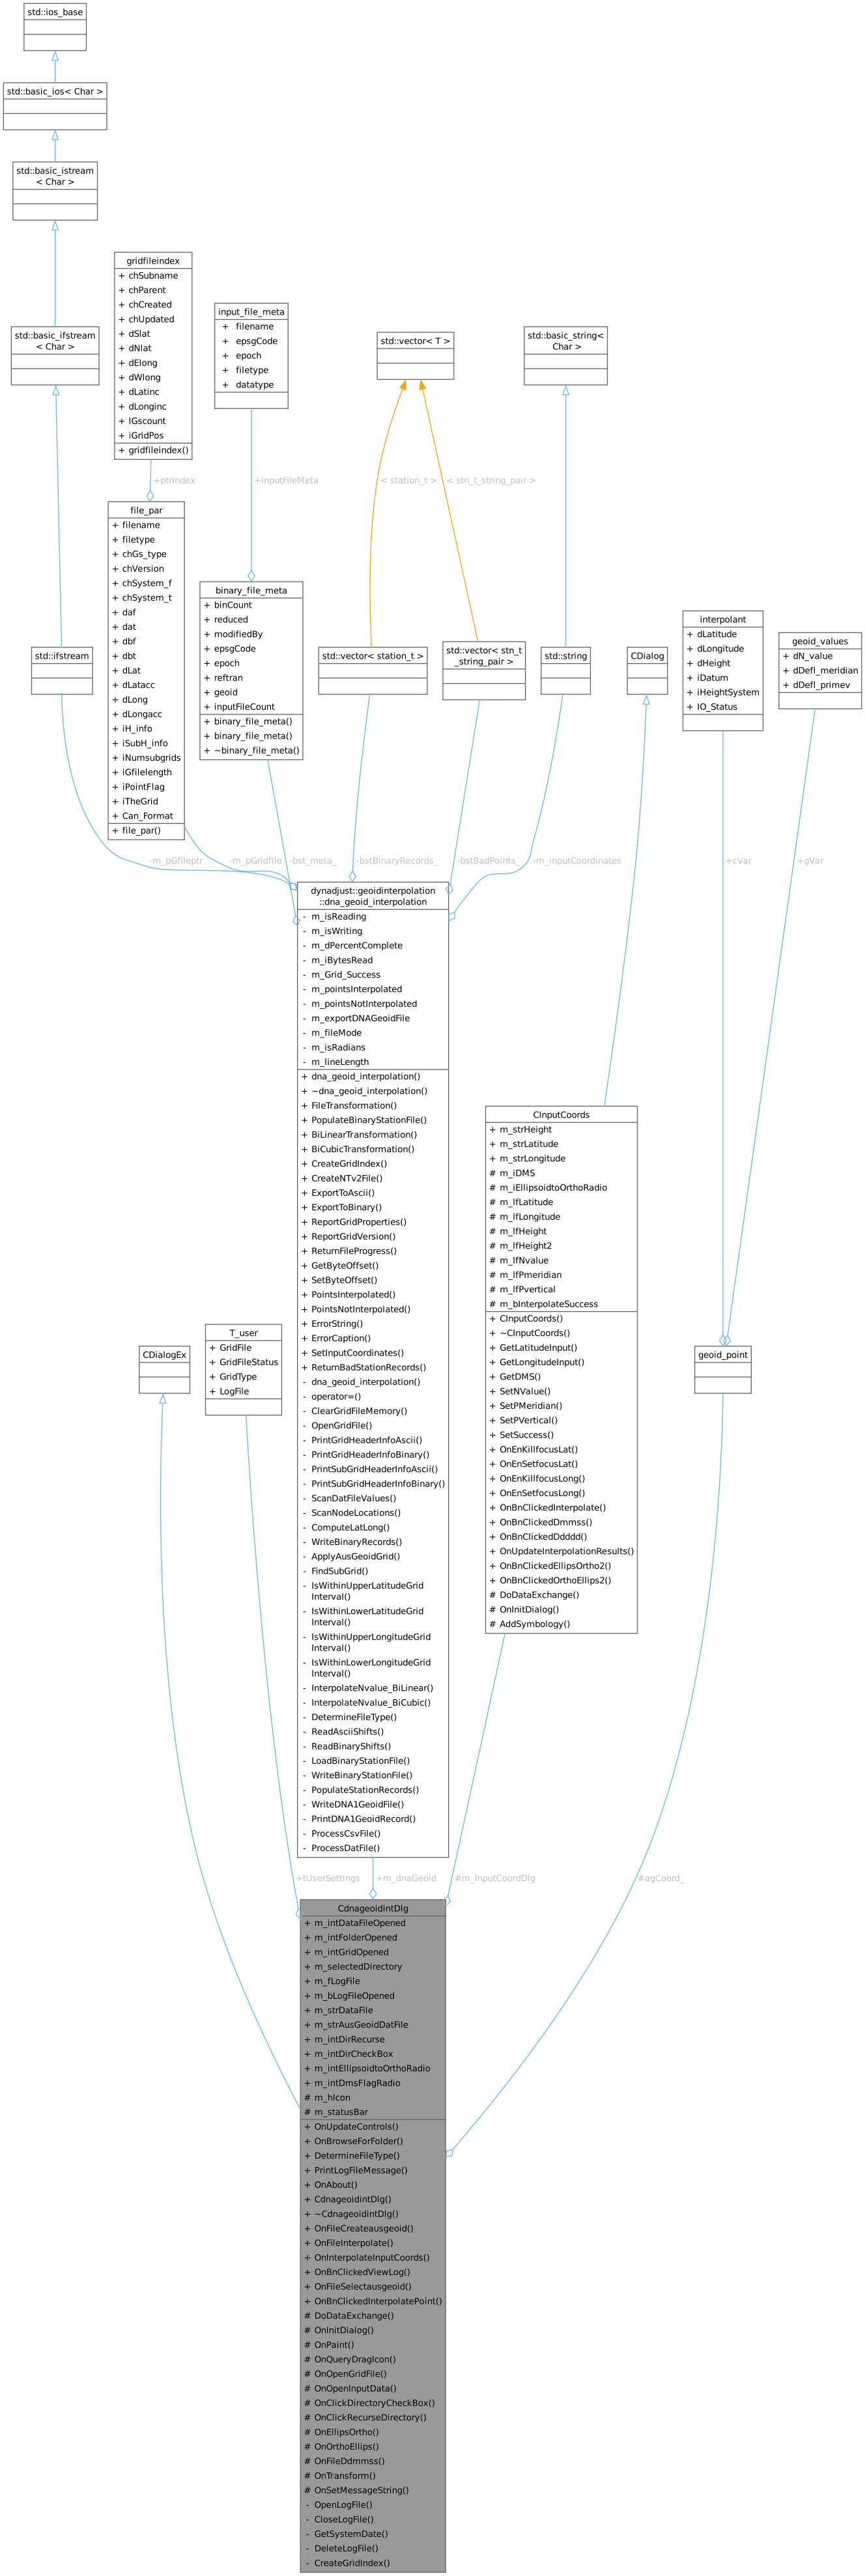 std::ios_base
std::basic_ios< Char >
std::basic_istream
< Char >
gridfileindex
+ chSubname
+ chParent
+ chCreated
+ chUpdated
+ dSlat
+ dNlat
+ dElong
+ dWlong
+ dLatinc
+ dLonginc
+ lGscount
+ iGridPos
+ gridfileindex()
input_file_meta
+ filename
+ epsgCode
+ epoch
+ filetype
+ datatype
std::basic_ifstream
< Char >
std::vector< T >
std::basic_string<
Char >
+ptrIndex
+inputFileMeta
< station_t >
< stn_t_string_pair >
file_par
+ filename
+ filetype
+ chGs_type
+ chVersion
+ chSystem_f
+ chSystem_t
+ daf
+ dat
+ dbf
+ dbt
+ dLat
+ dLatacc
+ dLong
+ dLongacc
+ iH_info
+ iSubH_info
+ iNumsubgrids
+ iGfilelength
+ iPointFlag
+ iTheGrid
+ Can_Format
+ file_par()
binary_file_meta
+ binCount
+ reduced
+ modifiedBy
+ epsgCode
+ epoch
+ reftran
+ geoid
+ inputFileCount
+ binary_file_meta()
+ binary_file_meta()
+ ~binary_file_meta()
std::ifstream
std::vector< station_t >
std::vector< stn_t
_string_pair >
std::string
CDialog
interpolant
+ dLatitude
+ dLongitude
+ dHeight
+ iDatum
+ iHeightSystem
+ IO_Status
geoid_values
+ dN_value
+ dDefl_meridian
+ dDefl_primev
-m_pGfileptr
-m_pGridfile
-bst_meta_
-bstBinaryRecords_
-bstBadPoints_
-m_inputCoordinates
+cVar
+gVar
dynadjust::geoidinterpolation
::dna_geoid_interpolation
- m_isReading
- m_isWriting
- m_dPercentComplete
- m_iBytesRead
- m_Grid_Success
- m_pointsInterpolated
- m_pointsNotInterpolated
- m_exportDNAGeoidFile
- m_fileMode
- m_isRadians
- m_lineLength
+ dna_geoid_interpolation()
+ ~dna_geoid_interpolation()
+ FileTransformation()
+ PopulateBinaryStationFile()
+ BiLinearTransformation()
+ BiCubicTransformation()
+ CreateGridIndex()
+ CreateNTv2File()
+ ExportToAscii()
+ ExportToBinary()
+ ReportGridProperties()
+ ReportGridVersion()
+ ReturnFileProgress()
+ GetByteOffset()
+ SetByteOffset()
+ PointsInterpolated()
+ PointsNotInterpolated()
+ ErrorString()
+ ErrorCaption()
+ SetInputCoordinates()
+ ReturnBadStationRecords()
- dna_geoid_interpolation()
- operator=()
- ClearGridFileMemory()
- OpenGridFile()
- PrintGridHeaderInfoAscii()
- PrintGridHeaderInfoBinary()
- PrintSubGridHeaderInfoAscii()
- PrintSubGridHeaderInfoBinary()
- ScanDatFileValues()
- ScanNodeLocations()
- ComputeLatLong()
- WriteBinaryRecords()
- ApplyAusGeoidGrid()
- FindSubGrid()
- IsWithinUpperLatitudeGrid
Interval()
- IsWithinLowerLatitudeGrid
Interval()
- IsWithinUpperLongitudeGrid
Interval()
- IsWithinLowerLongitudeGrid
Interval()
- InterpolateNvalue_BiLinear()
- InterpolateNvalue_BiCubic()
- DetermineFileType()
- ReadAsciiShifts()
- ReadBinaryShifts()
- LoadBinaryStationFile()
- WriteBinaryStationFile()
- PopulateStationRecords()
- WriteDNA1GeoidFile()
- PrintDNA1GeoidRecord()
- ProcessCsvFile()
- ProcessDatFile()
CInputCoords
+ m_strHeight
+ m_strLatitude
+ m_strLongitude
# m_iDMS
# m_iEllipsoidtoOrthoRadio
# m_lfLatitude
# m_lfLongitude
# m_lfHeight
# m_lfHeight2
# m_lfNvalue
# m_lfPmeridian
# m_lfPvertical
# m_bInterpolateSuccess
+ CInputCoords()
+ ~CInputCoords()
+ GetLatitudeInput()
+ GetLongitudeInput()
+ GetDMS()
+ SetNValue()
+ SetPMeridian()
+ SetPVertical()
+ SetSuccess()
+ OnEnKillfocusLat()
+ OnEnSetfocusLat()
+ OnEnKillfocusLong()
+ OnEnSetfocusLong()
+ OnBnClickedInterpolate()
+ OnBnClickedDmmss()
+ OnBnClickedDdddd()
+ OnUpdateInterpolationResults()
+ OnBnClickedEllipsOrtho2()
+ OnBnClickedOrthoEllips2()
# DoDataExchange()
# OnInitDialog()
# AddSymbology()
CDialogEx
T_user
+ GridFile
+ GridFileStatus
+ GridType
+ LogFile
geoid_point
+tUserSettings
+m_dnaGeoid
#m_InputCoordDlg
#agCoord_
CdnageoidintDlg
+ m_intDataFileOpened
+ m_intFolderOpened
+ m_intGridOpened
+ m_selectedDirectory
+ m_fLogFile
+ m_bLogFileOpened
+ m_strDataFile
+ m_strAusGeoidDatFile
+ m_intDirRecurse
+ m_intDirCheckBox
+ m_intEllipsoidtoOrthoRadio
+ m_intDmsFlagRadio
# m_hIcon
# m_statusBar
+ OnUpdateControls()
+ OnBrowseForFolder()
+ DetermineFileType()
+ PrintLogFileMessage()
+ OnAbout()
+ CdnageoidintDlg()
+ ~CdnageoidintDlg()
+ OnFileCreateausgeoid()
+ OnFileInterpolate()
+ OnInterpolateInputCoords()
+ OnBnClickedViewLog()
+ OnFileSelectausgeoid()
+ OnBnClickedInterpolatePoint()
# DoDataExchange()
# OnInitDialog()
# OnPaint()
# OnQueryDragIcon()
# OnOpenGridFile()
# OnOpenInputData()
# OnClickDirectoryCheckBox()
# OnClickRecurseDirectory()
# OnEllipsOrtho()
# OnOrthoEllips()
# OnFileDdmmss()
# OnTransform()
# OnSetMessageString()
- OpenLogFile()
- CloseLogFile()
- GetSystemDate()
- DeleteLogFile()
- CreateGridIndex()